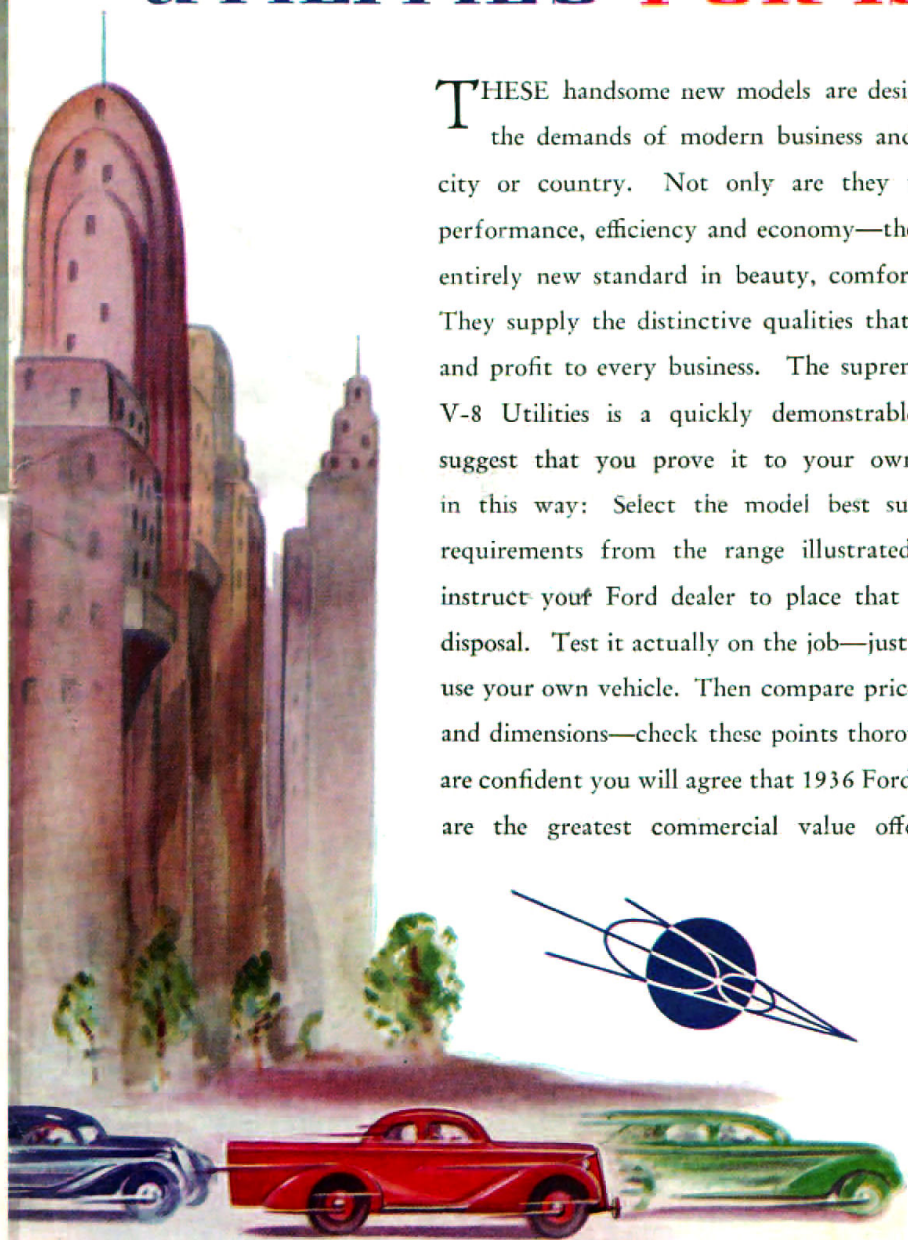 UTILITIES FOR
THESE handsome new models are desi
the demands of modern business and
city or country. Not only are they
performance, efficiency and economy—the
entirely new standard in beauty, comfor
They supply the distinctive qualities that
and profit to every business. The suprem
V-8 Utilities is a quickly demonstrable
suggest that you prove it to your own
in this way: Select the model best su
requirements from the range illustrated
instruct your Ford dealer to place that
disposal. Test it actually on the job—just
use your own vehicle. Then compare pric
and dimensions—check these points thoro
are confident you will agree that 1936 Ford
are the greatest commercial value offe